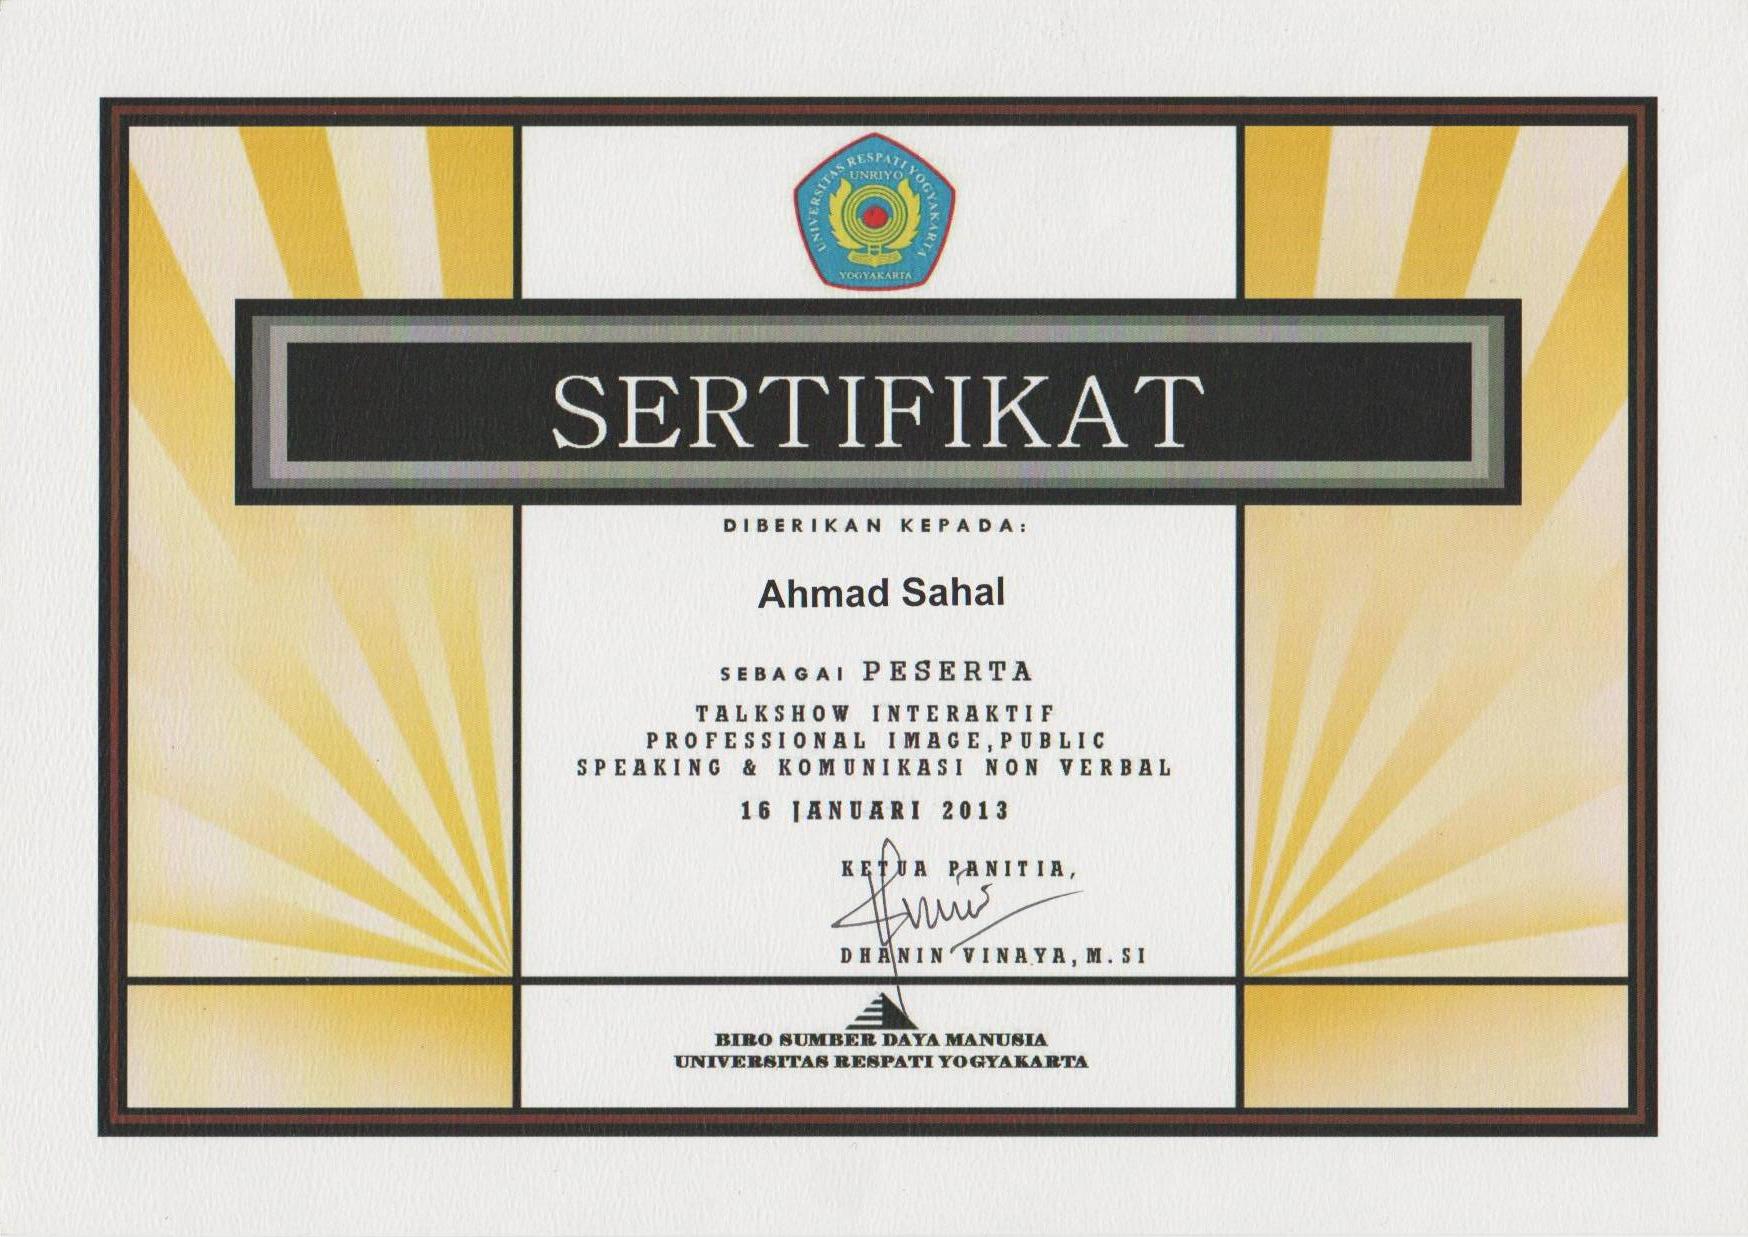 UNIVERSITAS RESPATI YOGYAKARTA
UNRIYO
YOGYAKARTA
SERTIFIKAT
DIBERIKAN KEPADA:
Ahmad Sahal
SEBAGAI PESERTA
TALKSHOW INTERAKTIF
PROFESSIONAL IMAGE,PUBLIC
SPEAKING & KOMUNIKASI NON VERBAL
16 JANUARI 2013
KETUA PANITIA,
DHANIN VINAYA,M.SI
BIRO SUMBER DAYA MANUSIA
UNIVERSITAS RESPATI YOGYAKARTA